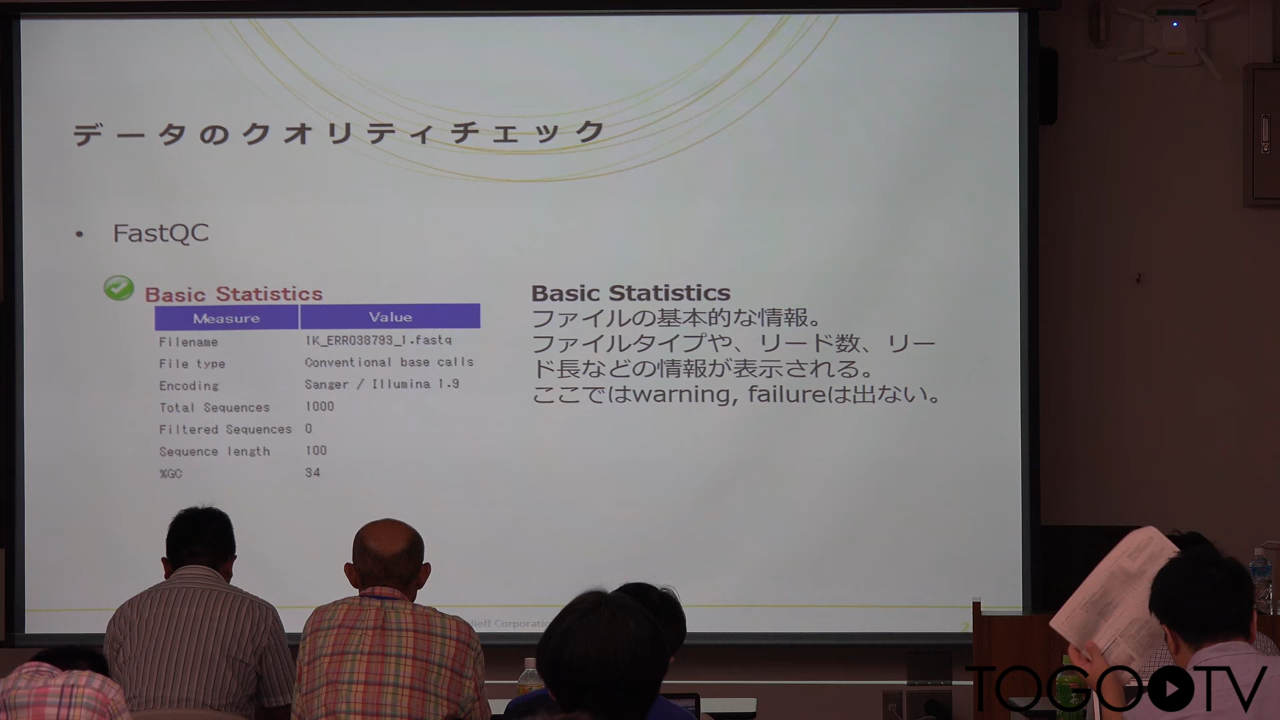 データのクオリティチェック
• FastQC
Basic Statistics
Measure Value
Filename 1K_ERR038793_1.fastq
File type Conventional base calls
Encoding Sanger / Illumina 1.9
Total Sequences 1000
Filtered Sequences 0
Sequence length 100
%GC 34
Basic Statistics
ファイルの基本的な情報。
ファイルタイプや、リード数、リー
ド長などの情報が表示される。
ここではwarning, failureは出ない。
TOGOTV